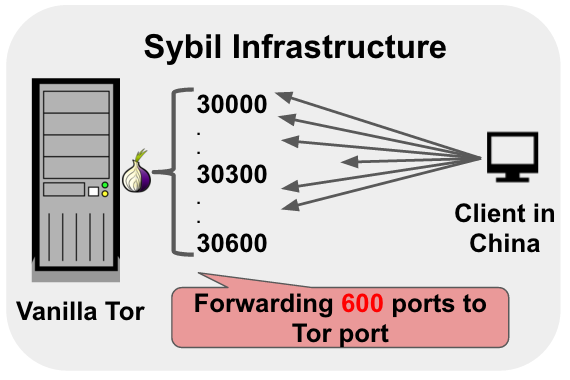 Sybil Infrastructure
30000
.
.
30300
.
.
30600
Client in
China
Vanilla Tor
Forwarding 600 ports to
Tor port